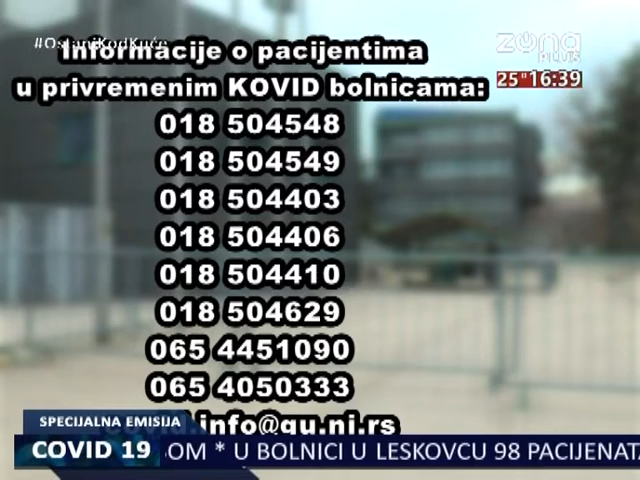 #OstaniKodKuće
Informacije o pacijentima
u privremenim KOVID bolnicama:
zona
PLUS
25° 16:39
018 504548
018 504549
018 504403
018 504406
018 504410
018 504629
065 4451090
065 4050333
.info@gu.ni.rs
SPECIJALNA EMISIJA
COVID 19
OM * U BOLNICI U LESKOVCU 98 PACIJENATA